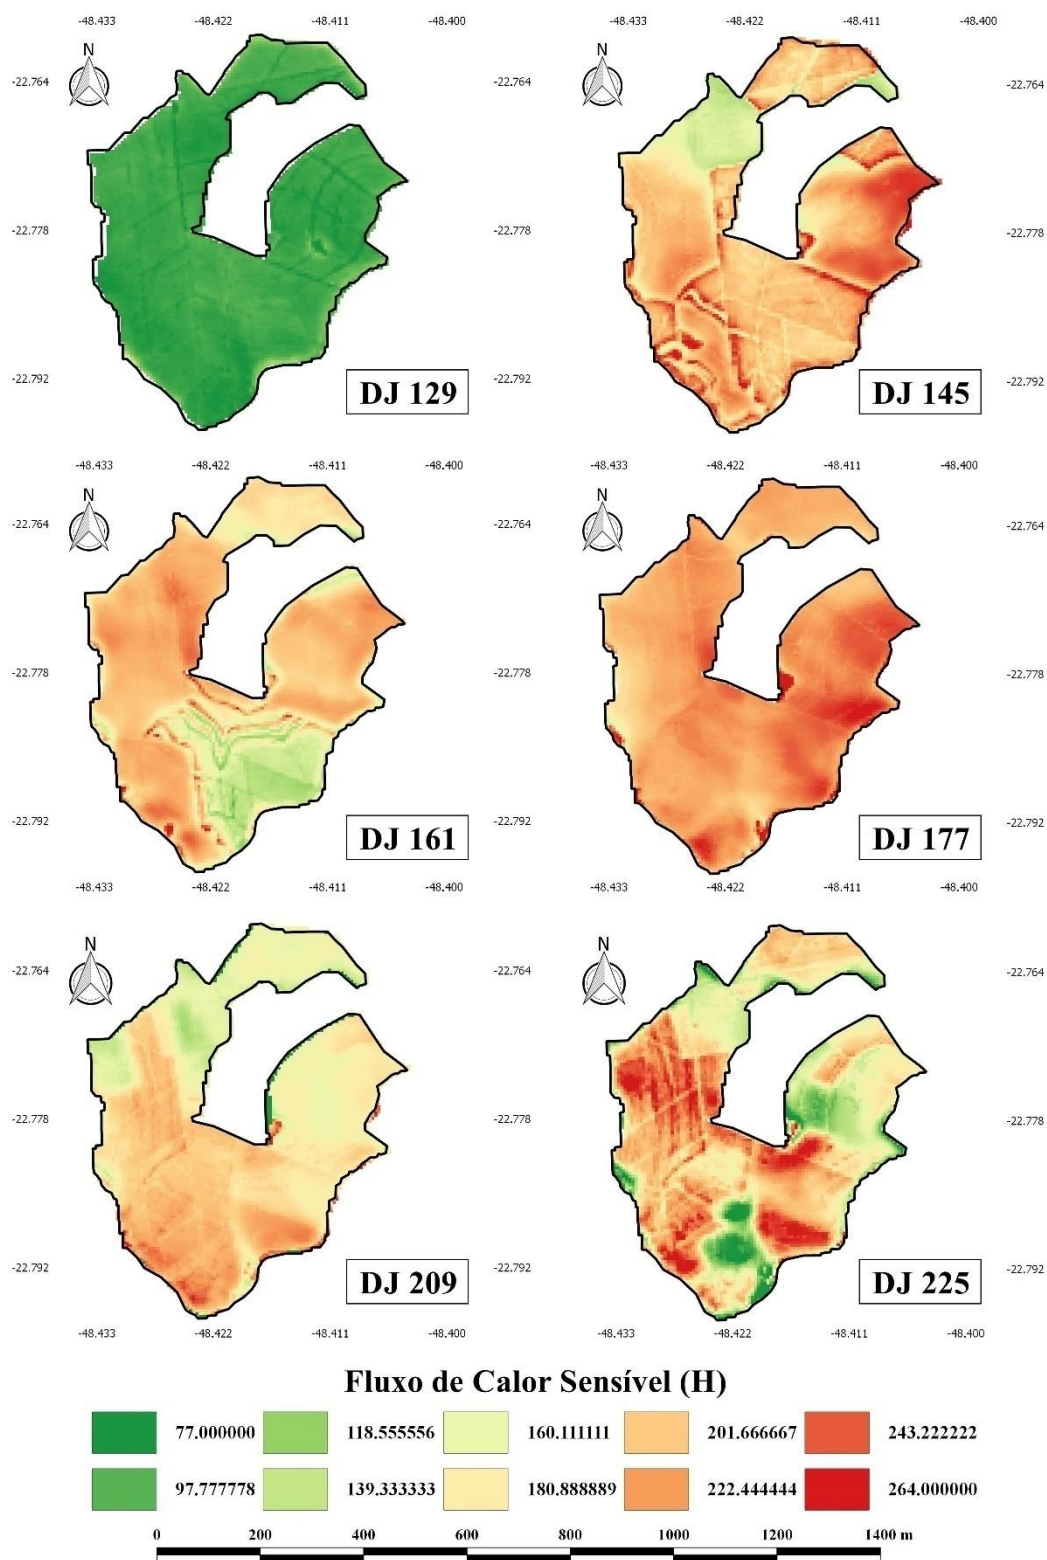 -48.433 -48.422 -48.411 -48.400 -48.433 -48.422 -48.411 -48.400
N N
-22.764 -22.764 -22.764
-22.778 -22.778 -22.778
-22.792 -22.792 -22.792
DJ 129 DJ 145
-48.433 -48.422 -48.411 -48.400 -48.433 -48.422 -48.411 -48.400
N N
-22.764 -22.764 -22.764
-22.778 -22.778 -22.778
-22.792 -22.792 -22.792
DJ 161 DJ 177
-48.433 -48.422 -48.411 -48.400 -48.433 -48.422 -48.411 -48.400
N N
-22.764 -22.764 -22.764
-22.778 -22.778 -22.778
-22.792 -22.792 -22.792
DJ 209 DJ 225
-48.433 -48.422 -48.411 -48.400 -48.433 -48.422 -48.411 -48.400
Fluxo de Calor Sensível (H)
77.000000 118.555556 160.111111 201.666667 243.222222
97.777778 139.333333 180.888889 222.444444 264.000000
0 200 400 600 800 1000 1200 1400 m